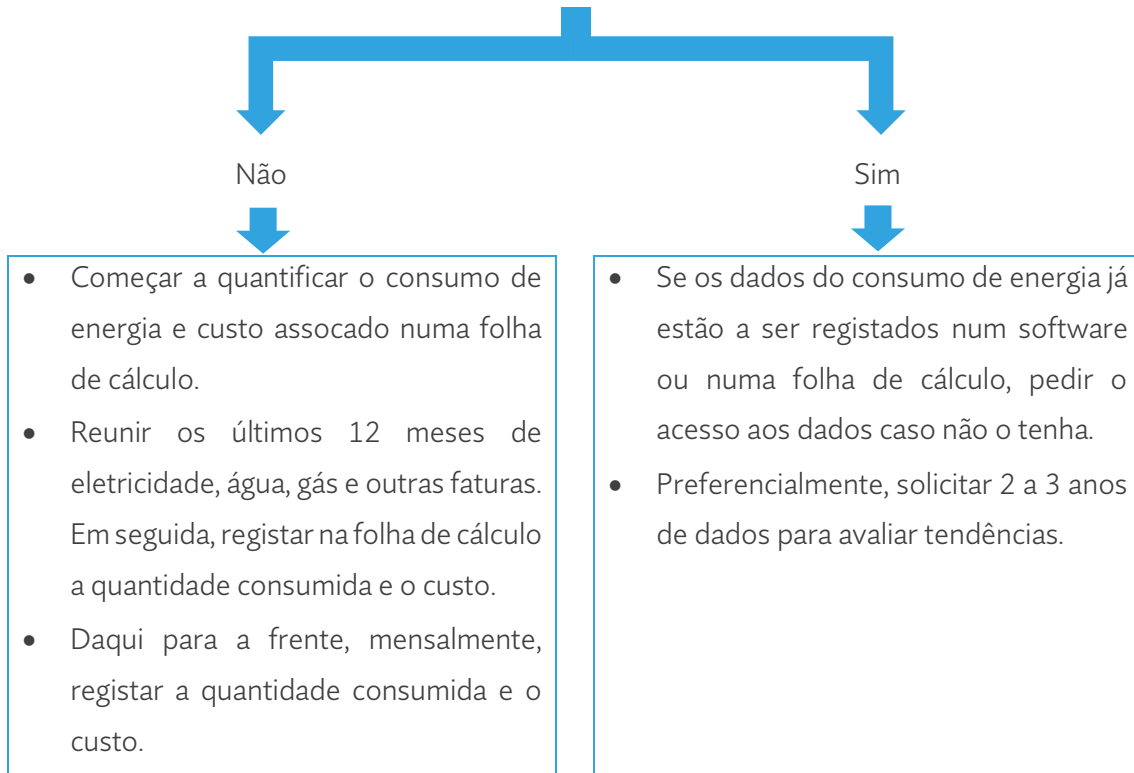 Não
• Começar a quantificar o consumo de
energia e custo assocado numa folha
de cálculo.
• Reunir os últimos 12 meses de
eletricidade, água, gás e outras faturas.
Em seguida, registar na folha de cálculo
a quantidade consumida e o custo.
• Daqui para a frente, mensalmente,
registar a quantidade consumida e o
custo.
Sim
• Se os dados do consumo de energia já
estão a ser registados num software
ou numa folha de cálculo, pedir o
acesso aos dados caso não o tenha.
• Preferencialmente, solicitar 2 a 3 anos
de dados para avaliar tendências.